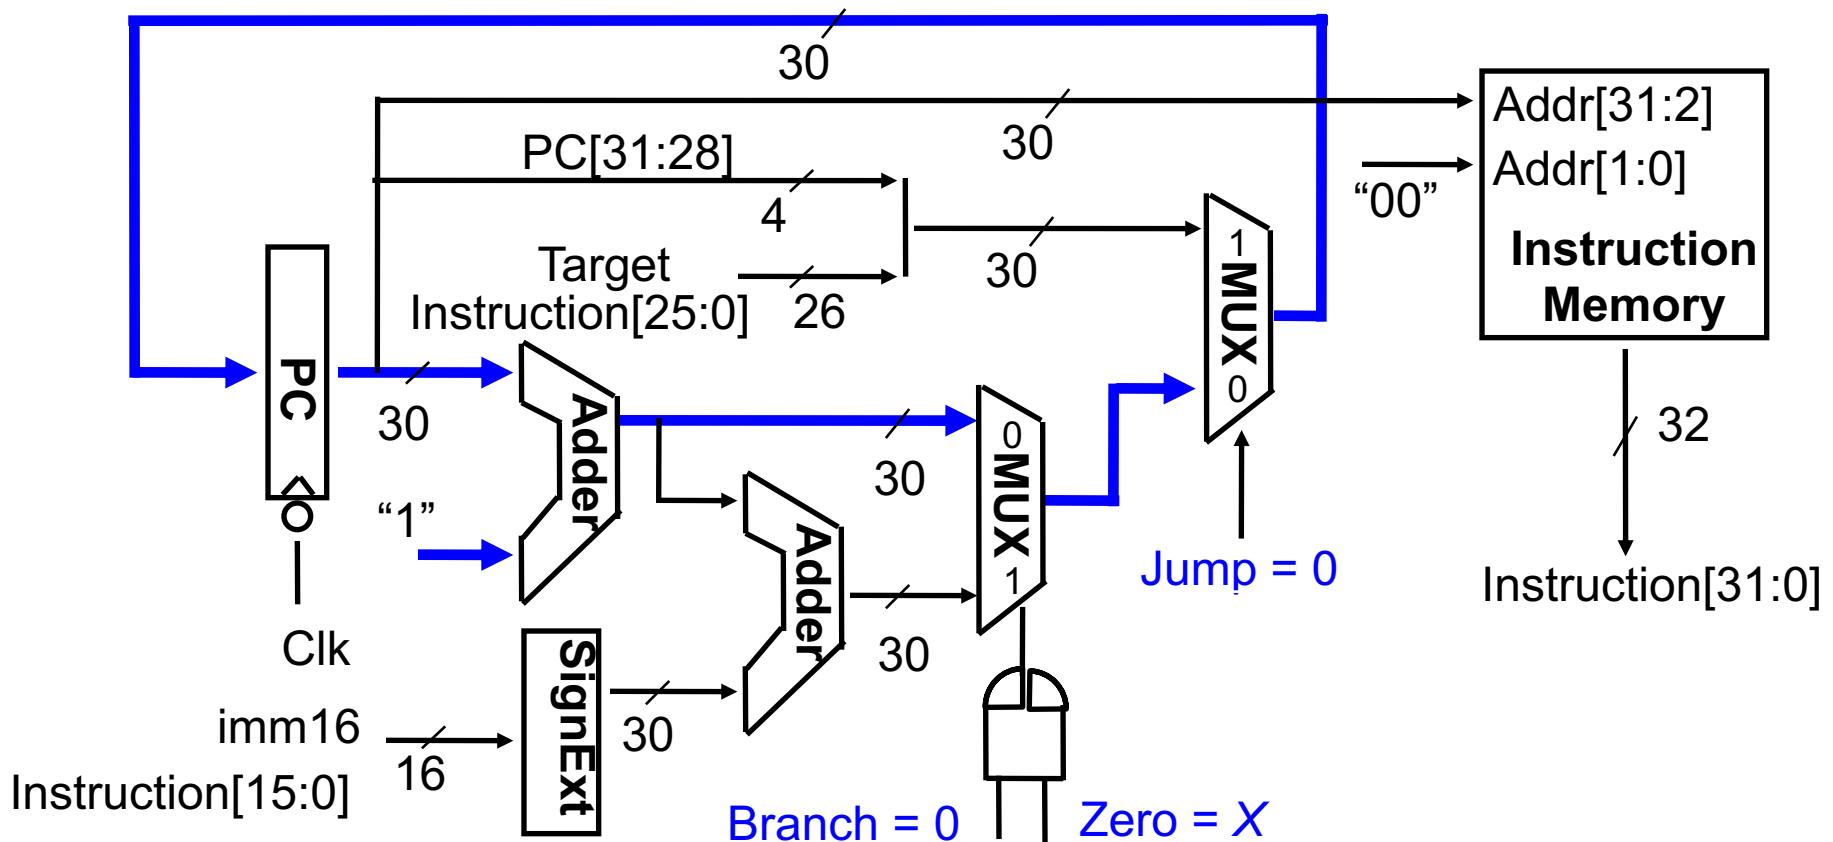 30
30
Addr[31:2]
PC[31:28]
“00”
Addr[1:0]
4
Instruction
Memory
Target
Instruction[25:0]
26
30
1
MUX
0
PC
30
“1”
Adder
30
0
MUX
1
32
Jump = 0
Instruction[31:0]
Clk
Adder
30
imm16
Instruction[15:0]
16
SignExt
30
Branch = 0
Zero = X